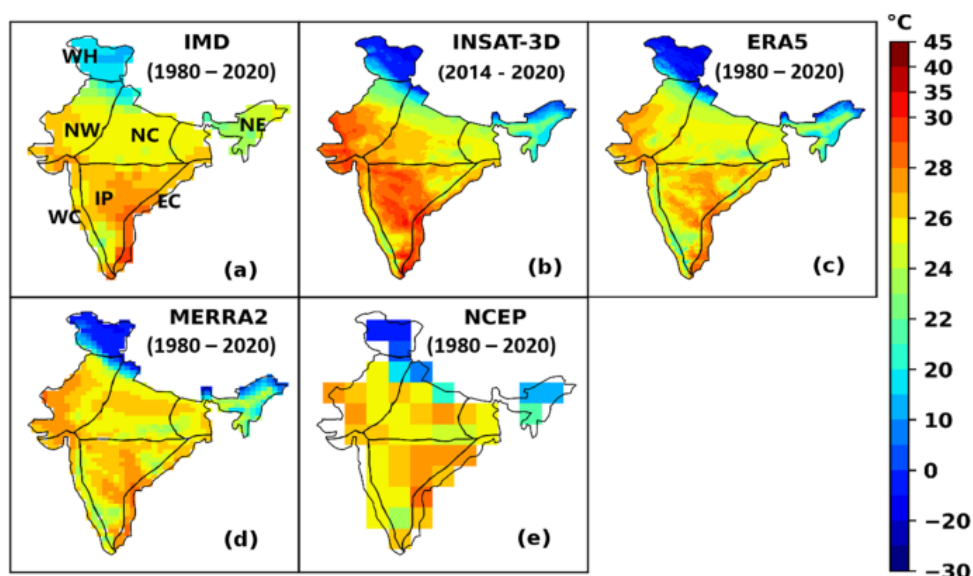 °C
IMD
(1980 – 2020)
WH
NW
NC
NE
IP
EC
WC
(a)
INSAT-3D
(2014 - 2020)
(b)
ERA5
(1980 – 2020)
(c)
MERRA2
(1980 – 2020)
(d)
NCEP
(1980 – 2020)
(e)
45
40
35
30
28
26
24
22
20
10
0
−20
−30